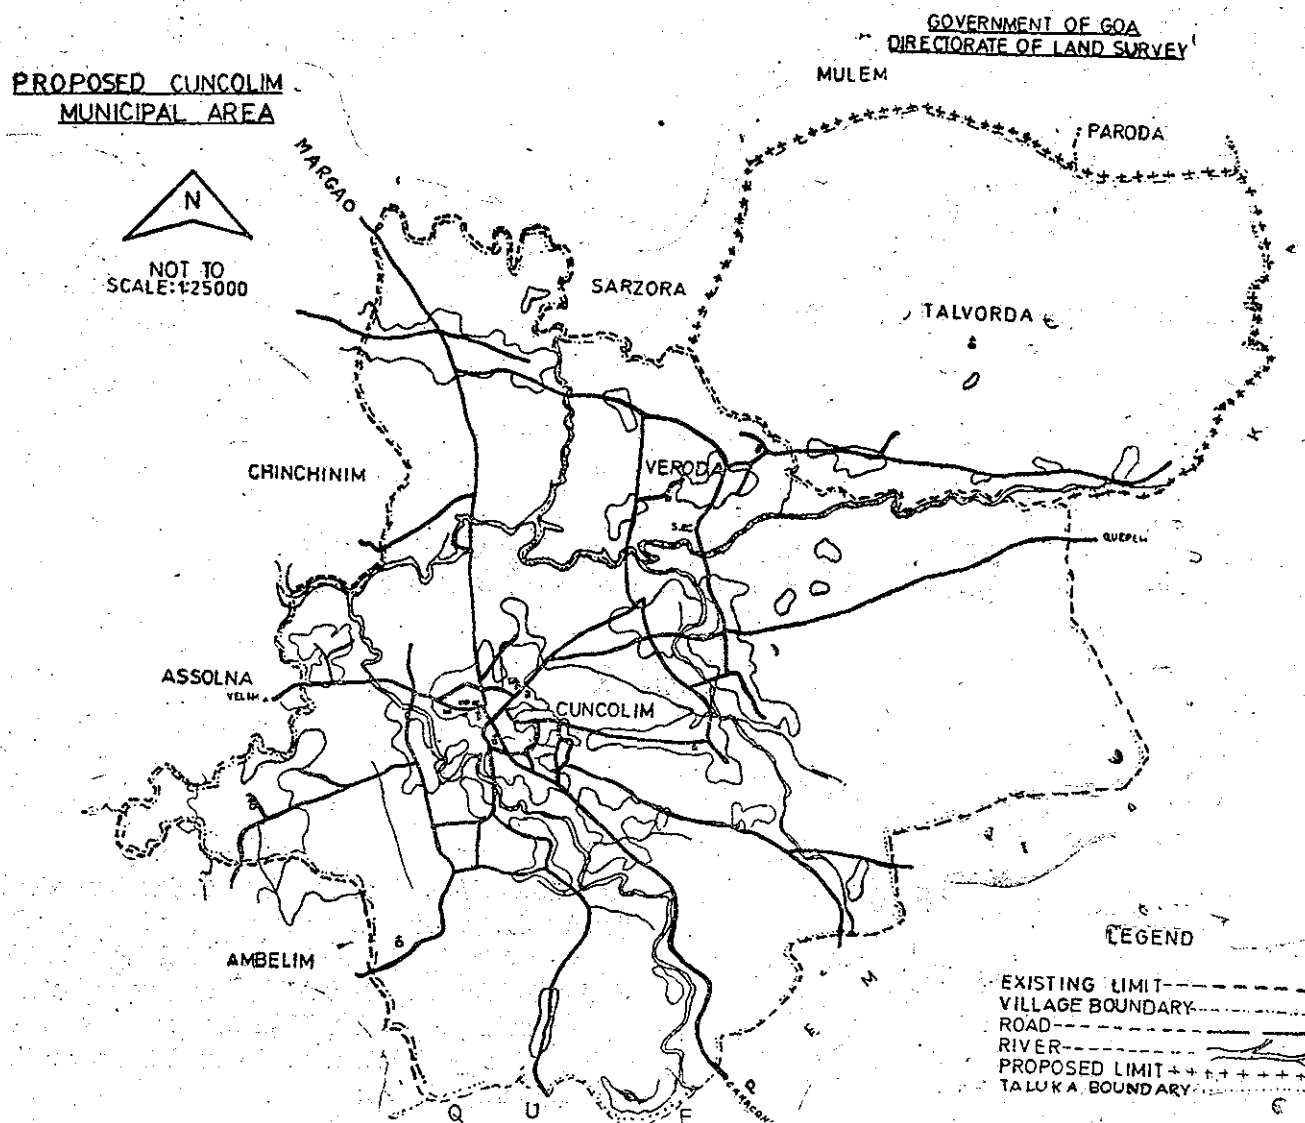 GOVERNMENT OF GOA
DIRECTORATE OF LAND SURVEY
PROPOSED CUNCOLIM
MUNICIPAL AREA
MULEM
PARODA
MARGAO
N
NOT TO
SCALE:1:25000
SARZORA
TALVORDA
K
CHINCHINIM
VERODA
QUEPEM
ASSOLNA
VELIM
CUNCOLIM
AMBELIM
M
E
P
Q U E
LEGEND
EXISTING LIMIT
VILLAGE BOUNDARY
ROAD
RIVER
PROPOSED LIMIT
TALUKA BOUNDARY